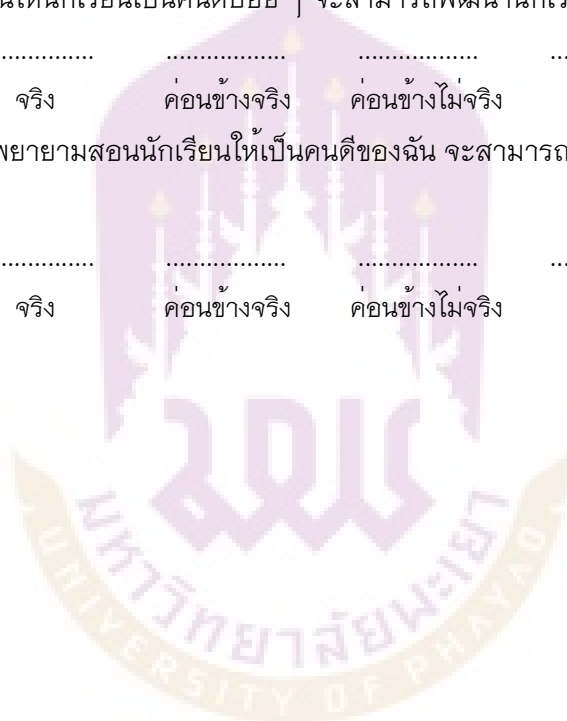 ให้นักเรียนเป็นคนดีบ่อย ๆ จะสามารถพัฒนานักเรี
............... ................. ................. ...
จริง ค่อนข้างจริง ค่อนข้างไม่จริง
พยายามสอนนักเรียนให้เป็นคนดีของฉัน จะสามารถ
............... ................. ................. ...
จริง ค่อนข้างจริง ค่อนข้างไม่จริง
มหาวิทยาลัยพะเยา
UNIVERSITY OF PHAYAO